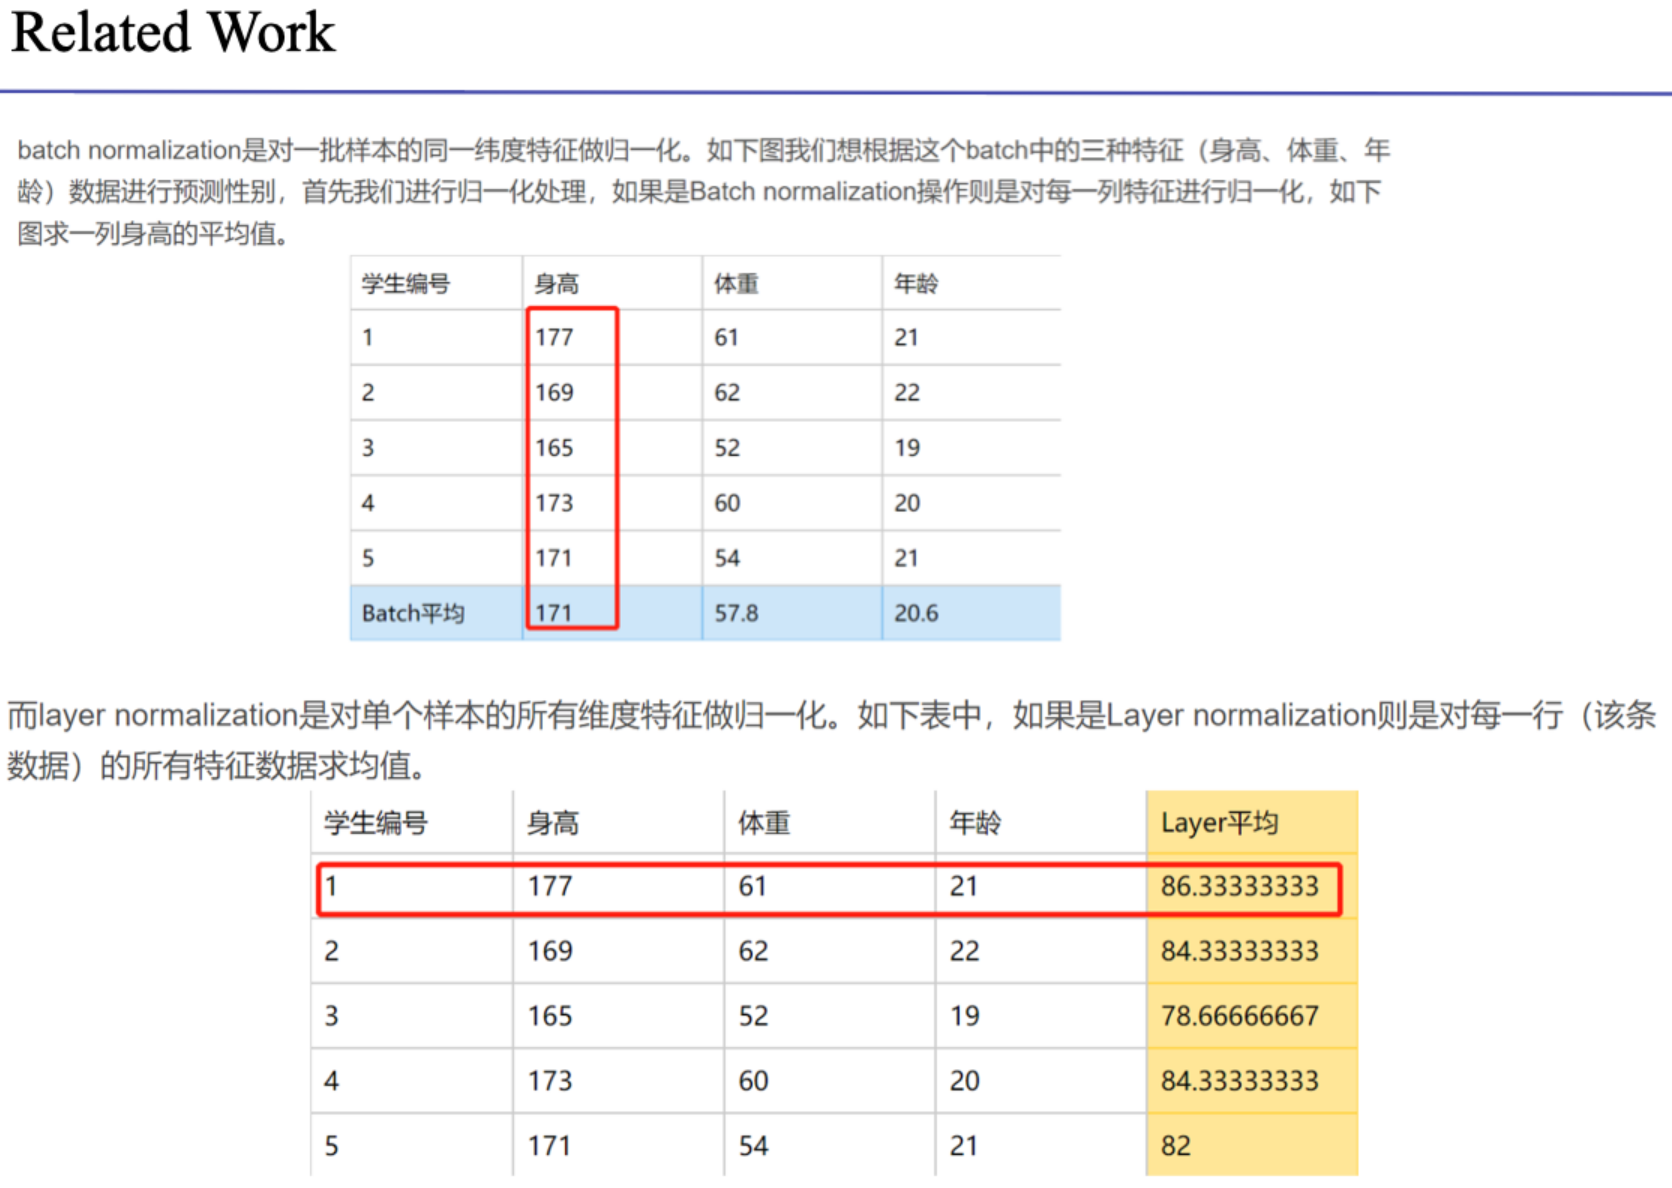 Related Work
batch normalization是对一批样本的同一纬度特征做归一化。如下图我们想根据这个batch中的三种特征（身高、体重、年
龄）数据进行预测性别，首先我们进行归一化处理，如果是Batch normalization操作则是对每一列特征进行归一化，如下
图求一列身高的平均值。
学生编号 身高 体重 年龄
1 177 61 21
2 169 62 22
3 165 52 19
4 173 60 20
5 171 54 21
Batch平均 171 57.8 20.6
而layer normalization是对单个样本的所有维度特征做归一化。如下表中，如果是Layer normalization则是对每一行（该条
数据）的所有特征数据求均值。
学生编号 身高 体重 年龄 Layer平均
1 177 61 21 86.33333333
2 169 62 22 84.33333333
3 165 52 19 78.66666667
4 173 60 20 84.33333333
5 171 54 21 82